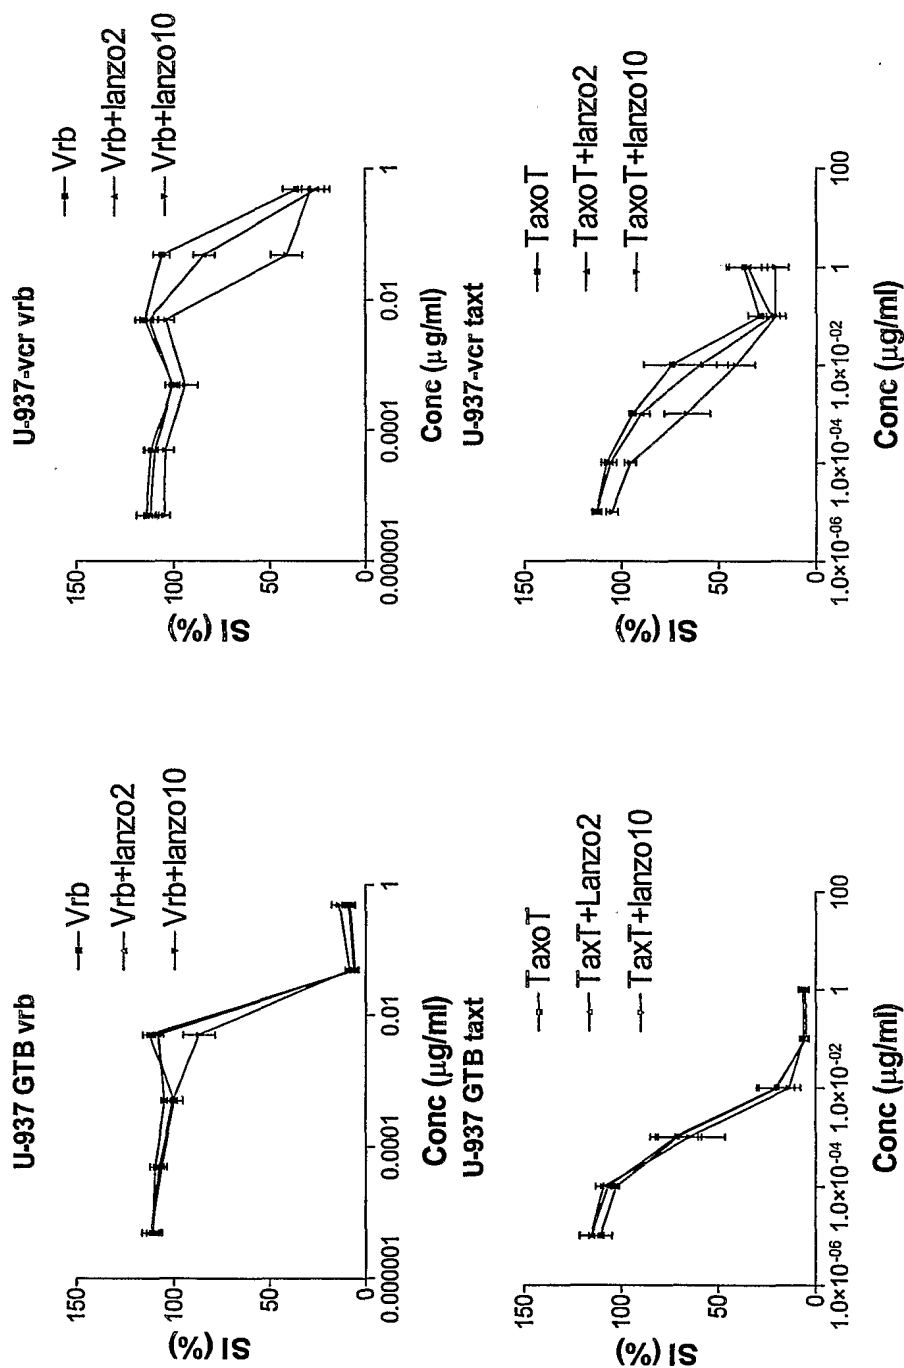 U-937 GTB vrb
Vrb
Vrb+lanzo2
Vrb+lanzo10
SI (%)
150
100
50
0
0.000001
0.0001
0.01
1
Conc (µg/ml)
U-937-vcr vrb
Vrb
Vrb+lanzo2
Vrb+lanzo10
SI (%)
150
100
50
0
0.000001
0.0001
0.01
1
Conc (µg/ml)
U-937 GTB taxt
TaxoT
TaxT+Lanzo2
TaxT+lanzo10
SI (%)
150
100
50
0
1.0×10-06
1.0×10-04
1.0×10-02
1
100
Conc (µg/ml)
U-937-vcr taxt
TaxoT
TaxoT+lanzo2
TaxoT+lanzo10
SI (%)
150
100
50
0
1.0×10-06
1.0×10-04
1.0×10-02
1
100
Conc (µg/ml)